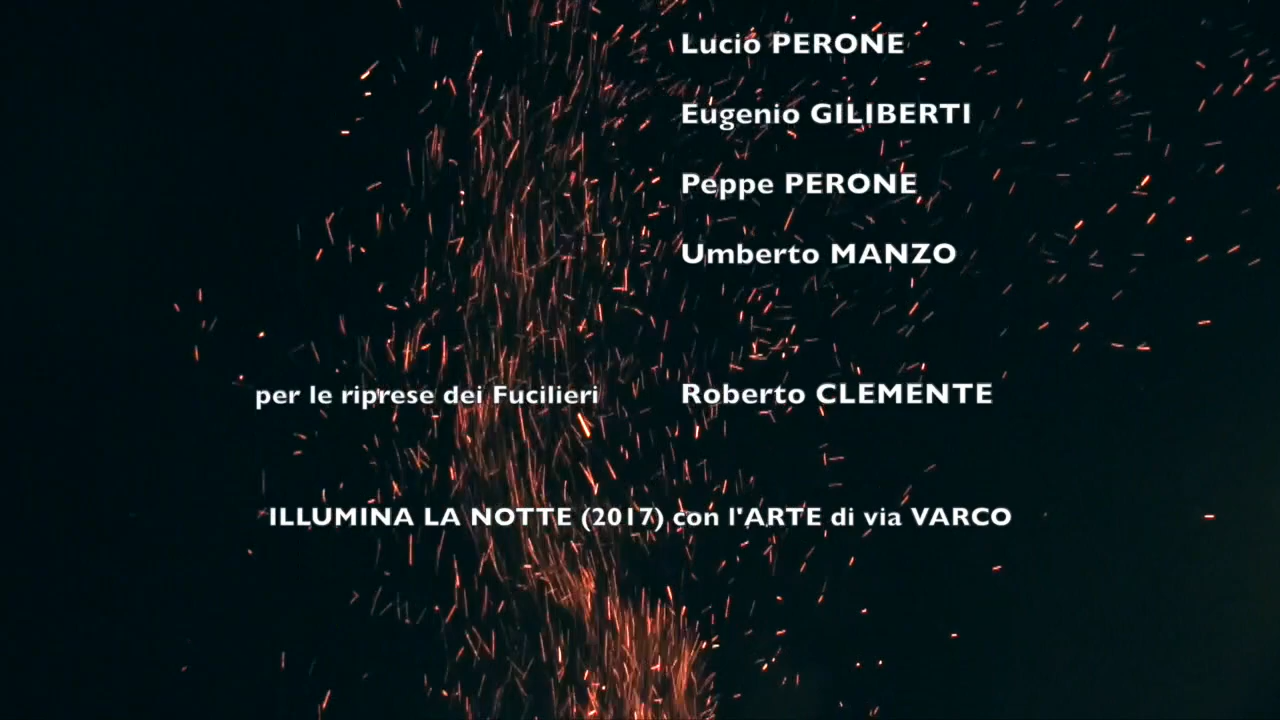 Lucio PERONE
Eugenio GILIBERTI
Peppe PERONE
Umberto MANZO
per le riprese dei Fucilieri Roberto CLEMENTE
ILLUMINA LA NOTTE (2017) con l'ARTE di via VARCO